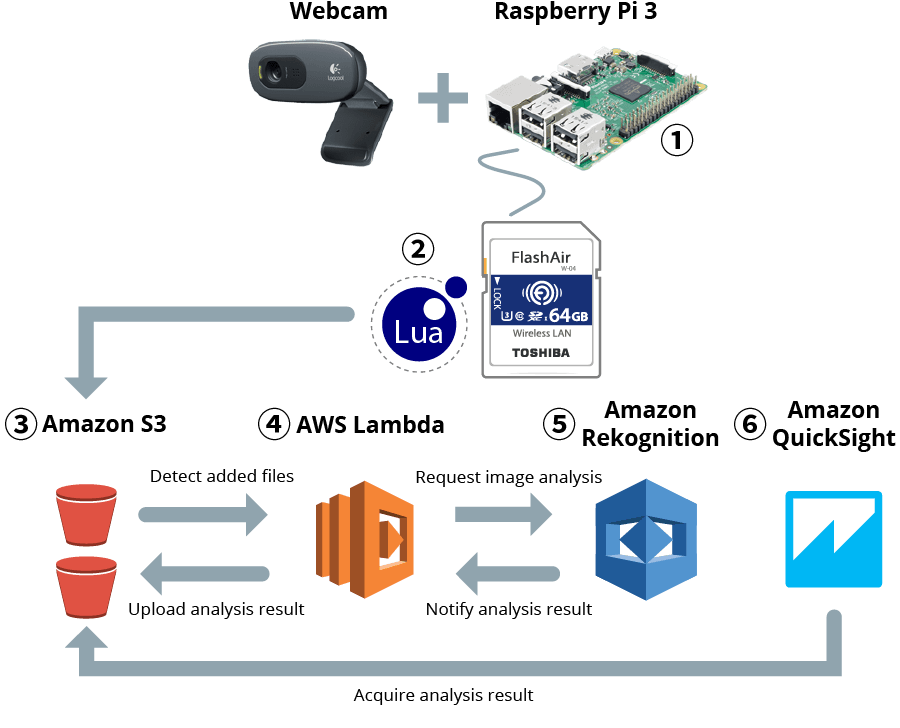 Webcam
Raspberry Pi 3
Logicool
①
②
FlashAir
W-04
LOCK
Lua
64GB
Wireless LAN
TOSHIBA
③ Amazon S3
④ AWS Lambda
⑤ Amazon
Rekognition
⑥ Amazon
QuickSight
Detect added files
Request image analysis
Upload analysis result
Notify analysis result
Acquire analysis result